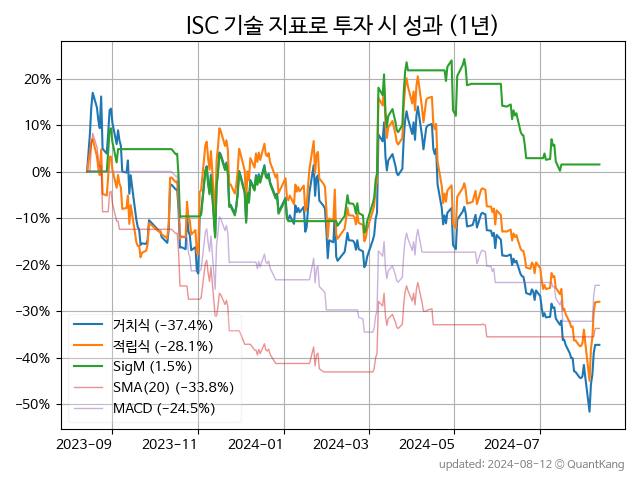 ISC 기술 지표로 투자 시 성과 (1년)
20%
10%
0%
−10%
−20%
−30%
−40%
−50%
거치식 (−37.4%)
적립식 (−28.1%)
SigM (1.5%)
SMA(20) (−33.8%)
MACD (−24.5%)
2023-09
2023-11
2024-01
2024-03
2024-05
2024-07
updated: 2024-08-12 © QuantKang